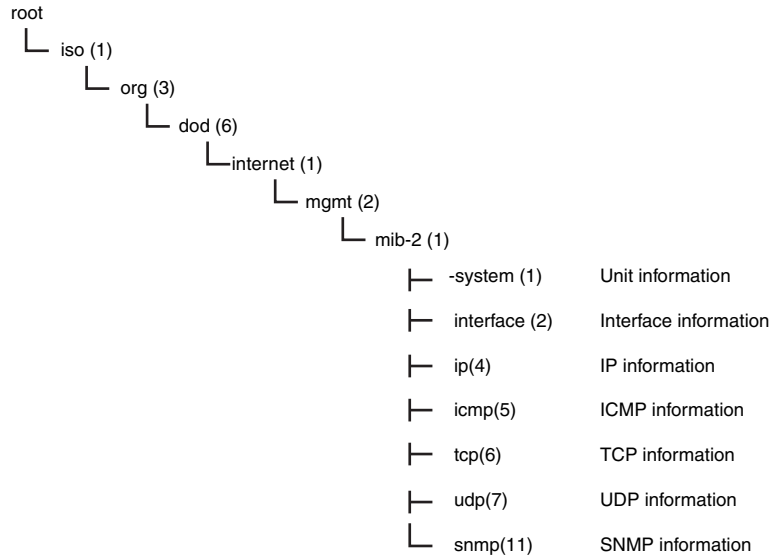 root
iso (1)
org (3)
dod (6)
internet (1)
mgmt (2)
mib-2 (1)
-system (1) Unit information
interface (2) Interface information
ip(4) IP information
icmp(5) ICMP information
tcp(6) TCP information
udp(7) UDP information
snmp(11) SNMP information